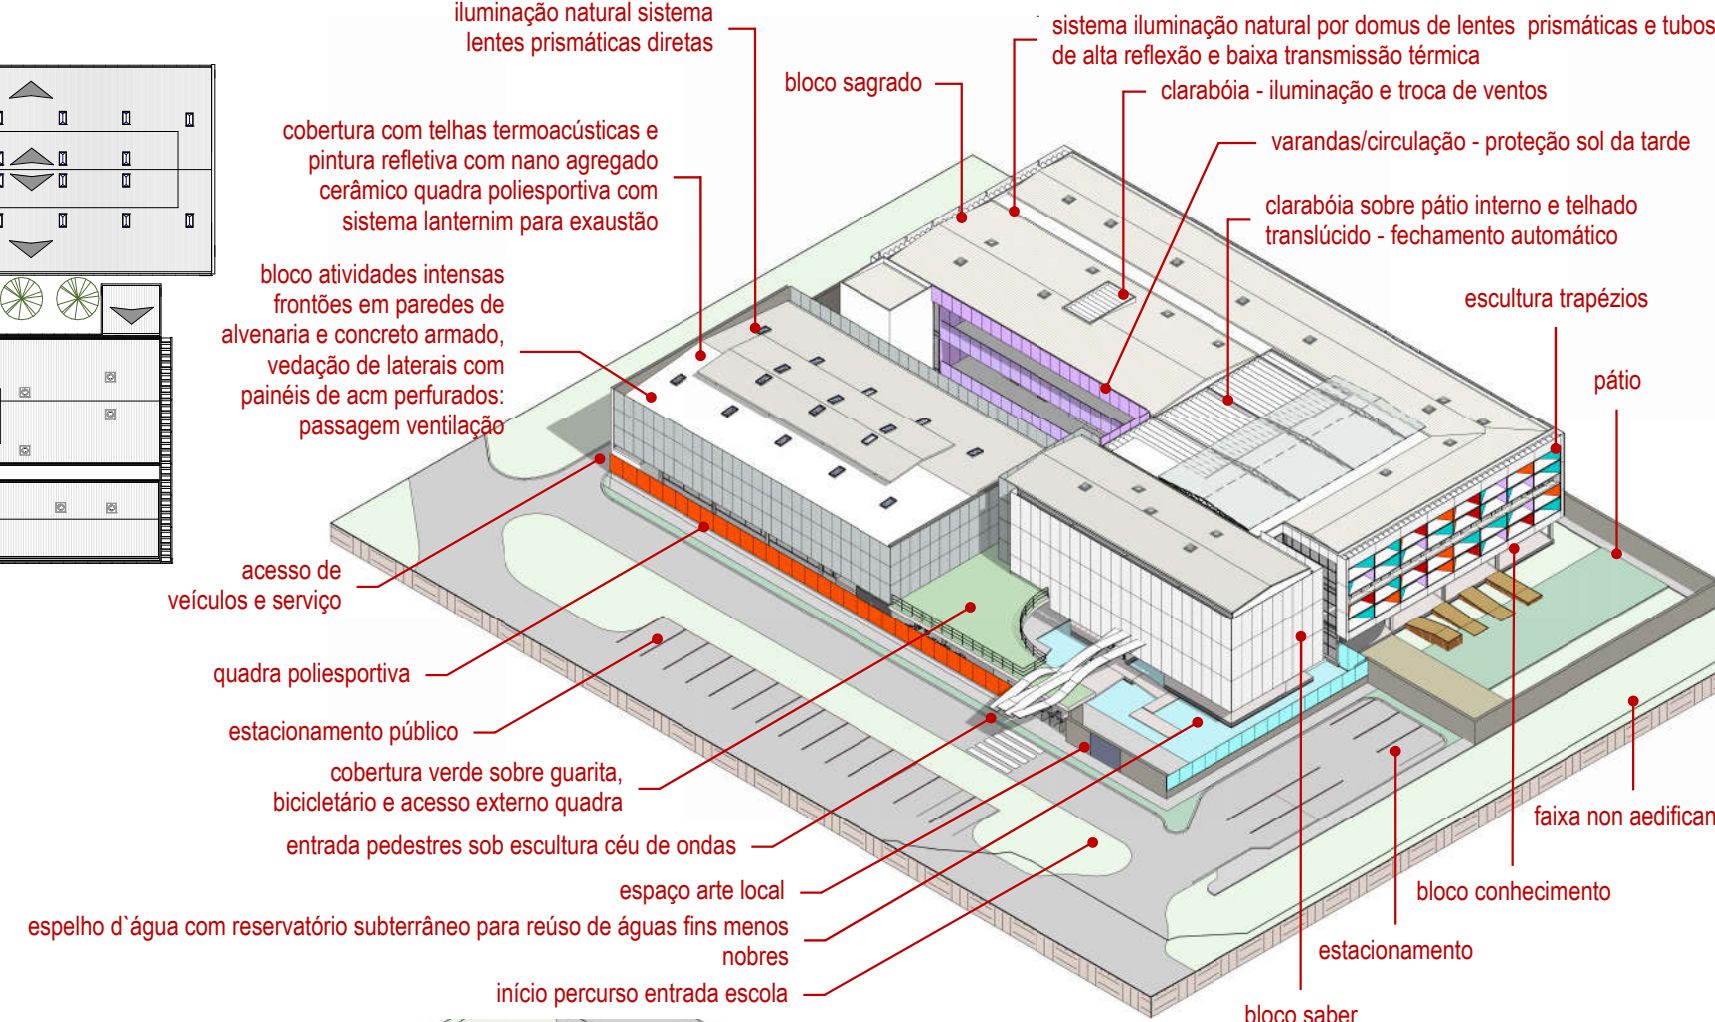 iluminação natural sistema
lentes prismáticas diretas
sistema iluminação natural por domus de lentes prismáticas e tubos
de alta reflexão e baixa transmissão térmica
bloco sagrado
clarabóia - iluminação e troca de ventos
cobertura com telhas termoacústicas e
pintura refletiva com nano agregado
cerâmico quadra poliesportiva com
sistema lanternim para exaustão
varandas/circulação - proteção sol da tarde
clarabóia sobre pátio interno e telhado
translúcido - fechamento automático
bloco atividades intensas
frontões em paredes de
alvenaria e concreto armado,
vedação de laterais com
painéis de acm perfurados:
passagem ventilação
escultura trapézios
pátio
acesso de
veículos e serviço
quadra poliesportiva
estacionamento público
cobertura verde sobre guarita,
bicicletário e acesso externo quadra
entrada pedestres sob escultura céu de ondas
espaço arte local
espelho d`água com reservatório subterrâneo para reúso de águas fins menos
nobres
início percurso entrada escola
faixa non aedifican
bloco conhecimento
estacionamento
bloco saber